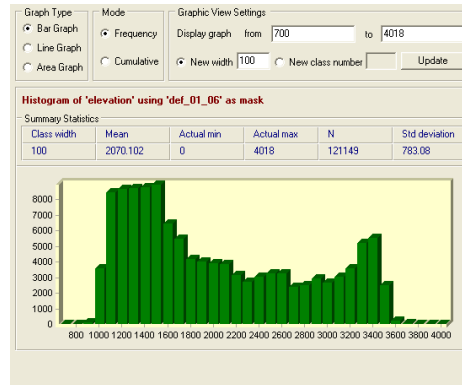 Graph Type Mode Graphic View Settings
Bar Graph Frequency Display graph from 700 to 4018
Line Graph
Area Graph Cumulative New width 100 New class number Update
Histogram of 'elevation' using 'def_01_06' as mask
Summary Statistics
Class width Mean Actual min Actual max N Std deviation
100 2070.102 0 4018 121149 783.08
8000
7000
6000
5000
4000
3000
2000
1000
0
800 1000 1200 1400 1600 1800 2000 2200 2400 2600 2800 3000 3200 3400 3600 3800 4000